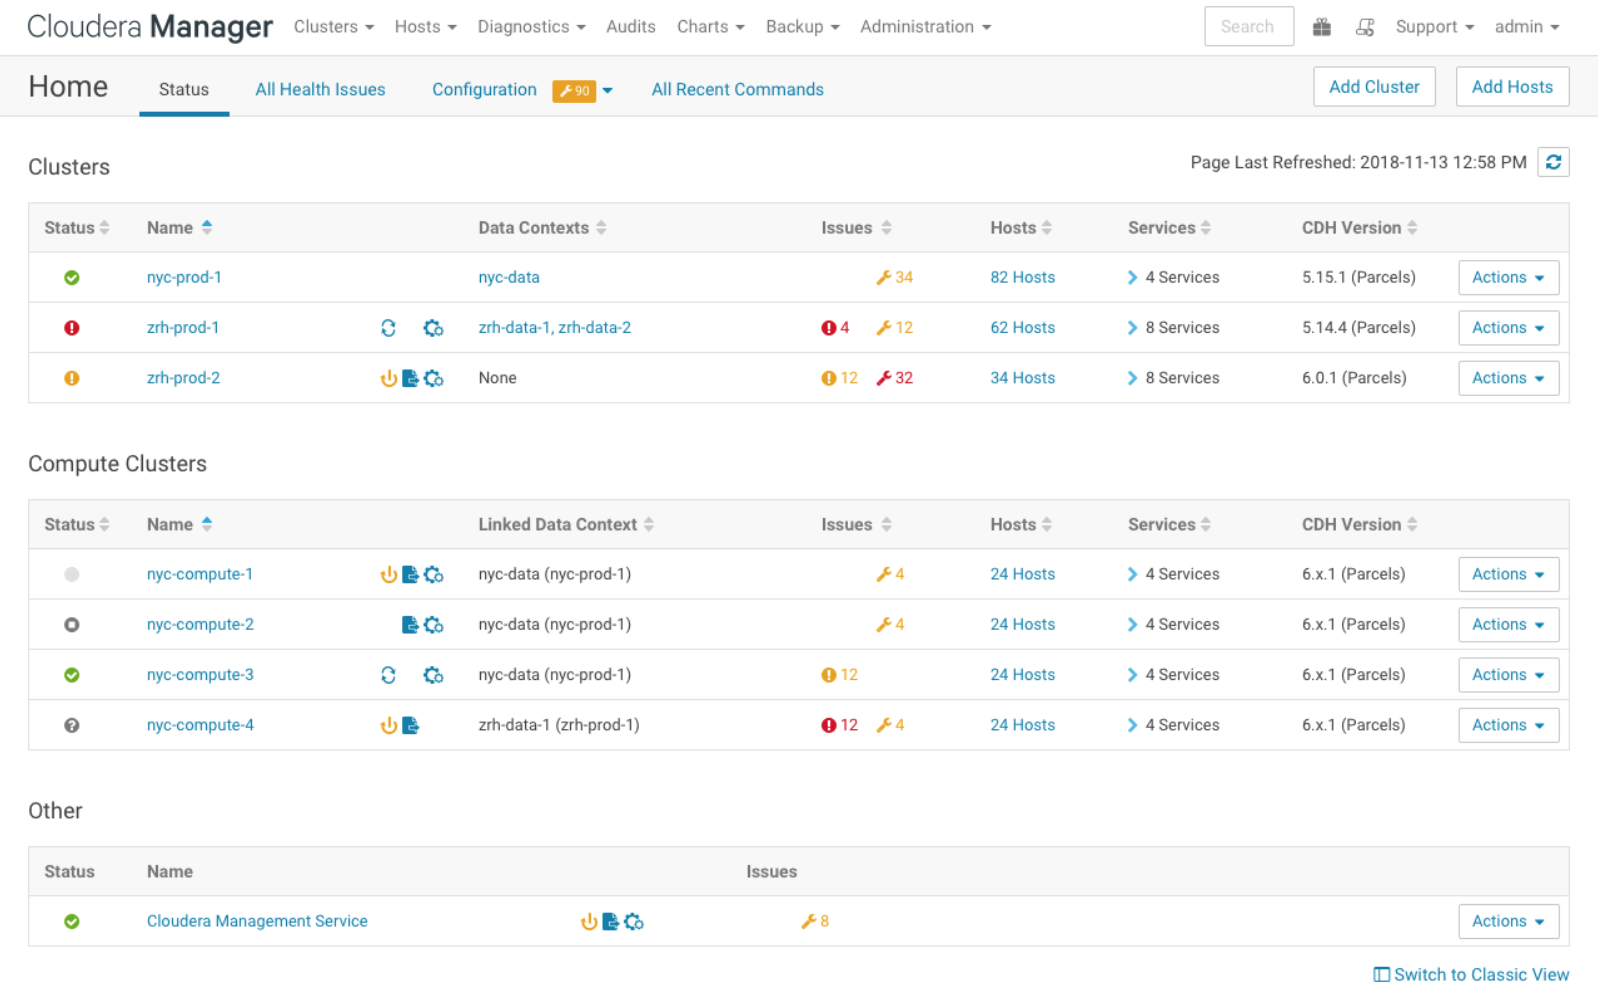 Cloudera Manager Clusters Hosts Diagnostics Audits Charts Backup Administration Search Support admin
Home Status All Health Issues Configuration 90 All Recent Commands Add Cluster Add Hosts
Clusters Page Last Refreshed: 2018-11-13 12:58 PM
Status Name Data Contexts Issues Hosts Services CDH Version
nyc-prod-1 nyc-data 34 82 Hosts 4 Services 5.15.1 (Parcels) Actions
zrh-prod-1 zrh-data-1, zrh-data-2 4 12 62 Hosts 8 Services 5.14.4 (Parcels) Actions
zrh-prod-2 None 12 32 34 Hosts 8 Services 6.0.1 (Parcels) Actions
Compute Clusters
Status Name Linked Data Context Issues Hosts Services CDH Version
nyc-compute-1 nyc-data (nyc-prod-1) 4 24 Hosts 4 Services 6.x.1 (Parcels) Actions
nyc-compute-2 nyc-data (nyc-prod-1) 4 24 Hosts 4 Services 6.x.1 (Parcels) Actions
nyc-compute-3 nyc-data (nyc-prod-1) 12 24 Hosts 4 Services 6.x.1 (Parcels) Actions
nyc-compute-4 zrh-data-1 (zrh-prod-1) 12 4 24 Hosts 4 Services 6.x.1 (Parcels) Actions
Other
Status Name Issues
Cloudera Management Service 8 Actions
Switch to Classic View